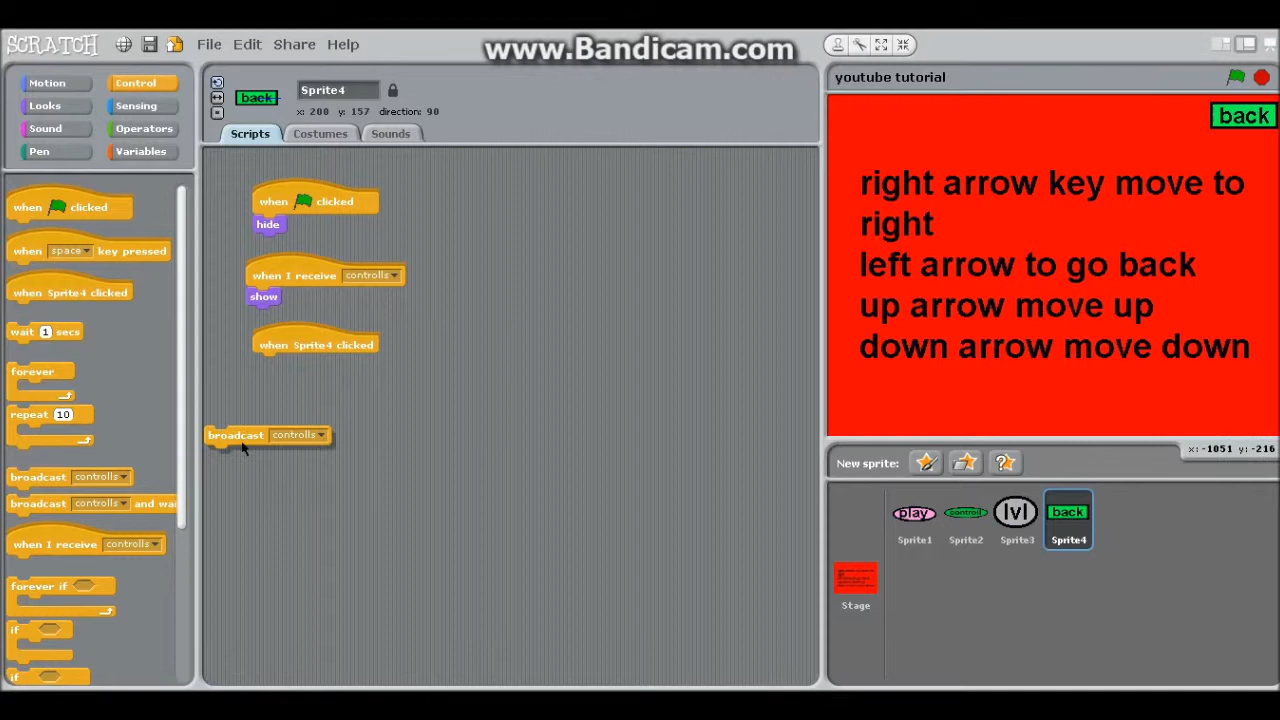 www.Bandicam.com
SCRATCH File Edit Share Help
Motion Control
Looks Sensing
Sound Operators
Pen Variables
when clicked
when space key pressed
when Sprite4 clicked
wait 1 secs
forever
repeat 10
broadcast controlls
broadcast controlls and wai
when I receive controlls
forever if
if
if
back
Sprite4
x: 200 y: 157 direction: 90
Scripts Costumes Sounds
when clicked
hide
when I receive controlls
show
when Sprite4 clicked
broadcast controlls
youtube tutorial
back
right arrow key move to
right
left arrow to go back
up arrow move up
down arrow move down
x: -1051 y: -216
New sprite:
play controll lvl back
Sprite1 Sprite2 Sprite3 Sprite4
Stage